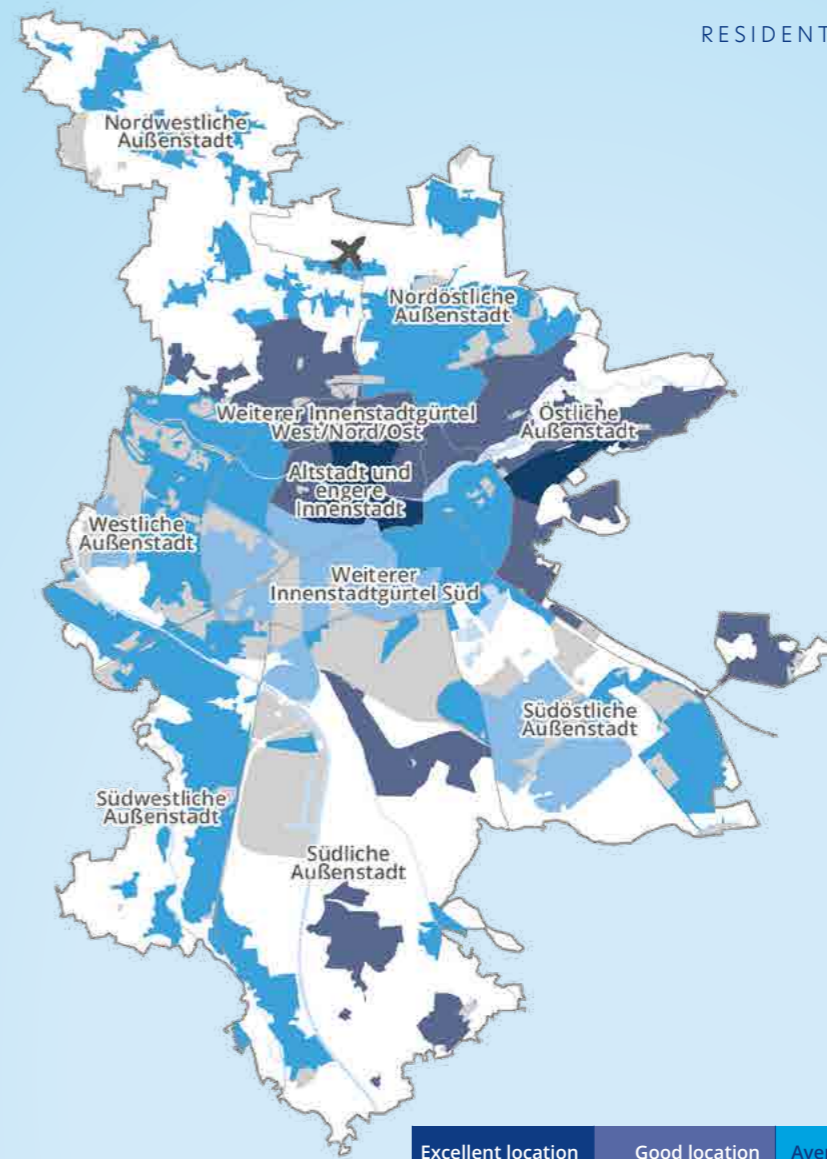 RESIDENT
Nordwestliche
Außenstadt
Nordöstliche
Außenstadt
Weiterer Innenstadtgürtel
West/Nord/Ost
Östliche
Außenstadt
Altstadt und
engere
Innenstadt
Westliche
Außenstadt
Weiterer
Innenstadtgürtel Süd
Südöstliche
Außenstadt
Südwestliche
Außenstadt
Südliche
Außenstadt
Excellent location
Good location
Aver